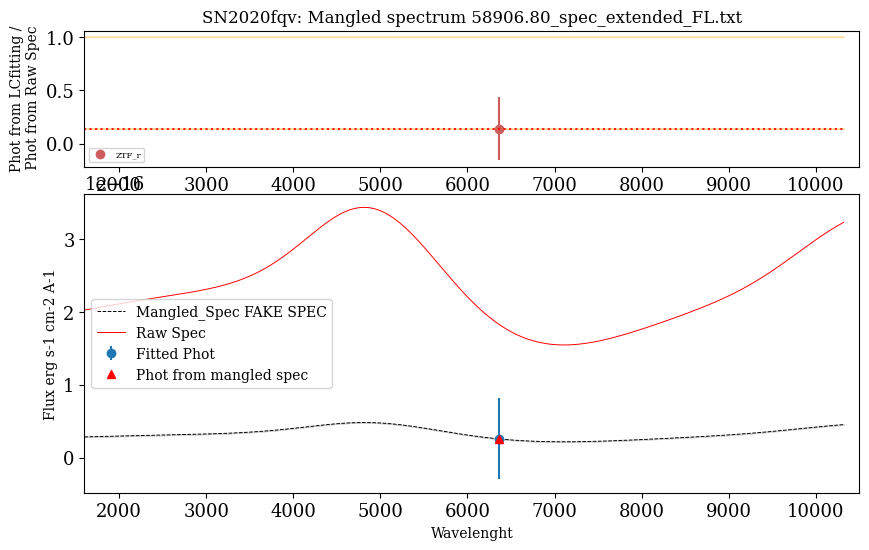 SN2020fqv: Mangled spectrum 58906.80_spec_extended_FL.txt
Phot from LCfitting /
Phot from Raw Spec
1.0
0.5
0.0
ZTF_r
2000 3000 4000 5000 6000 7000 8000 9000 10000
1e−16
Flux erg s-1 cm-2 A-1
3
2
1
0
Mangled_Spec FAKE SPEC
Raw Spec
Fitted Phot
Phot from mangled spec
2000 3000 4000 5000 6000 7000 8000 9000 10000
Wavelenght